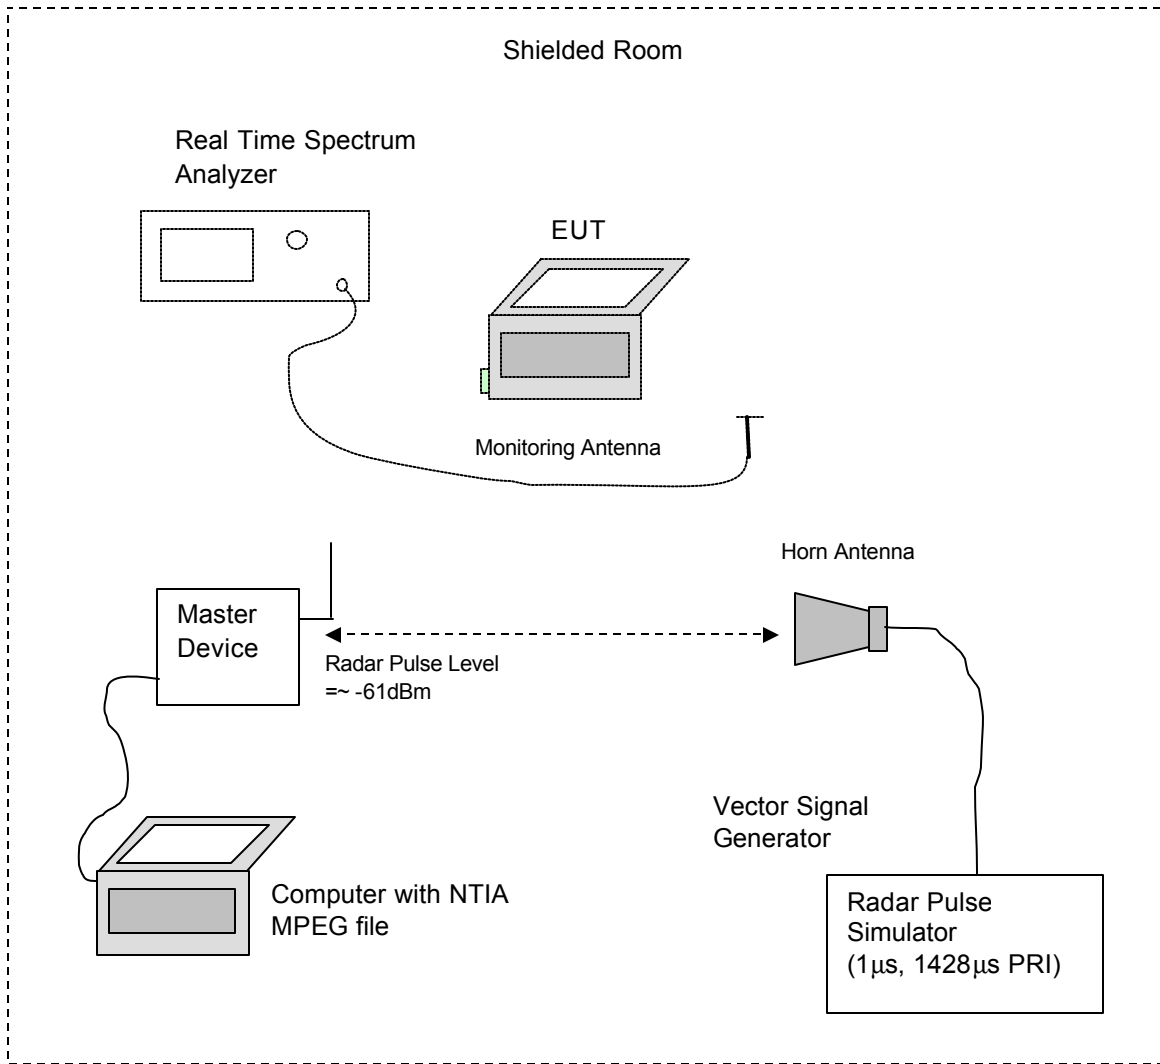 Shielded Room
Real Time Spectrum
Analyzer
EUT
Monitoring Antenna
Horn Antenna
Master
Device
Radar Pulse Level
=~ -61dBm
Vector Signal
Generator
Computer with NTIA
MPEG file
Radar Pulse
Simulator
(1μs, 1428μs PRI)